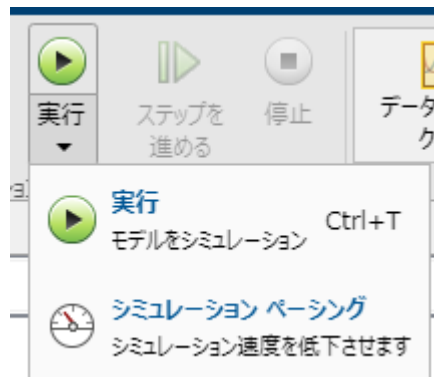 実行
ステップを
進める
停止
データ
ク
実行
モデルをシミュレーション
Ctrl+T
シミュレーション ペーシング
シミュレーション速度を低下させます